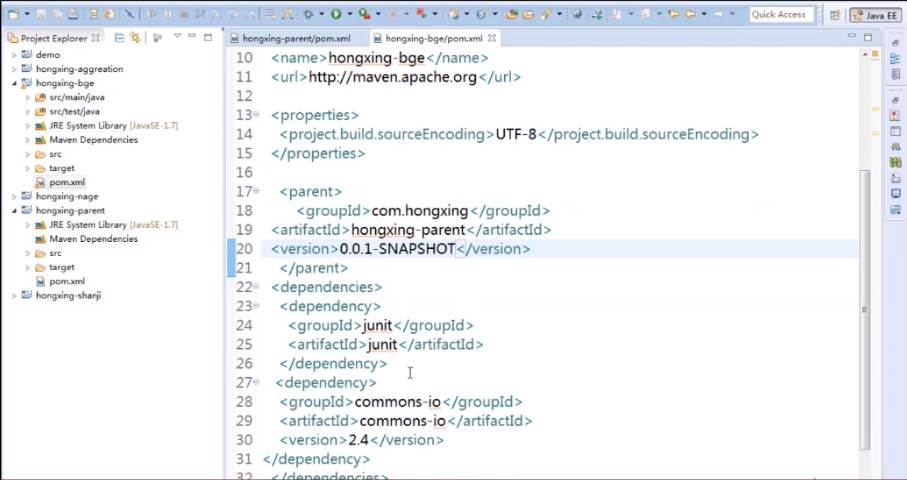 Quick Access
Java EE
Project Explorer
demo
hongxing-aggreation
hongxing-bge
src/main/java
src/test/java
JRE System Library [JavaSE-1.7]
Maven Dependencies
src
target
pom.xml
hongxing-nage
hongxing-parent
JRE System Library [JavaSE-1.7]
Maven Dependencies
src
target
pom.xml
hongxing-shanji
hongxing-parent/pom.xml
hongxing-bge/pom.xml
10 <name>hongxing-bge</name>
11 <url>http://maven.apache.org</url>
12
13 <properties>
14 <project.build.sourceEncoding>UTF-8</project.build.sourceEncoding>
15 </properties>
16
17 <parent>
18 <groupId>com.hongxing</groupId>
19 <artifactId>hongxing-parent</artifactId>
20 <version>0.0.1-SNAPSHOT</version>
21 </parent>
22 <dependencies>
23 <dependency>
24 <groupId>junit</groupId>
25 <artifactId>junit</artifactId>
26 </dependency>
27 <dependency>
28 <groupId>commons-io</groupId>
29 <artifactId>commons-io</artifactId>
30 <version>2.4</version>
31 </dependency>
32 </dependencies>